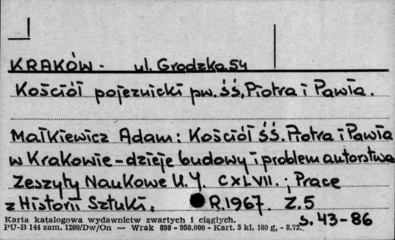 KRAKÓW - ul. Grodzka 54
Kościół pojeznicki pw. śś, Piotra i Pawła.
Małkiewicz Adam: Kościół ŚŚ. Piotra i Pawła
w Krakowie - dzieje budowy i problem autorstwa
Zeszyty Naukowe U.J. CXLVII. ; Prace
z Historii Sztuki. R. 1967. Z. 5
s. 43-86
Karta katalogowa wydawnictw zwartych i ciągłych.
PU-B 144 zam. 1209/Dw/On — Wrak 890 - 950.000 - Kart. 5 kl. 180 g, - 8.72.